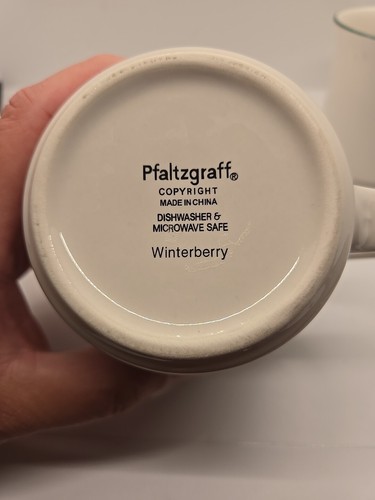 Pfaltzgraff®
COPYRIGHT
MADE IN CHINA
DISHWASHER &
MICROWAVE SAFE
Winterberry